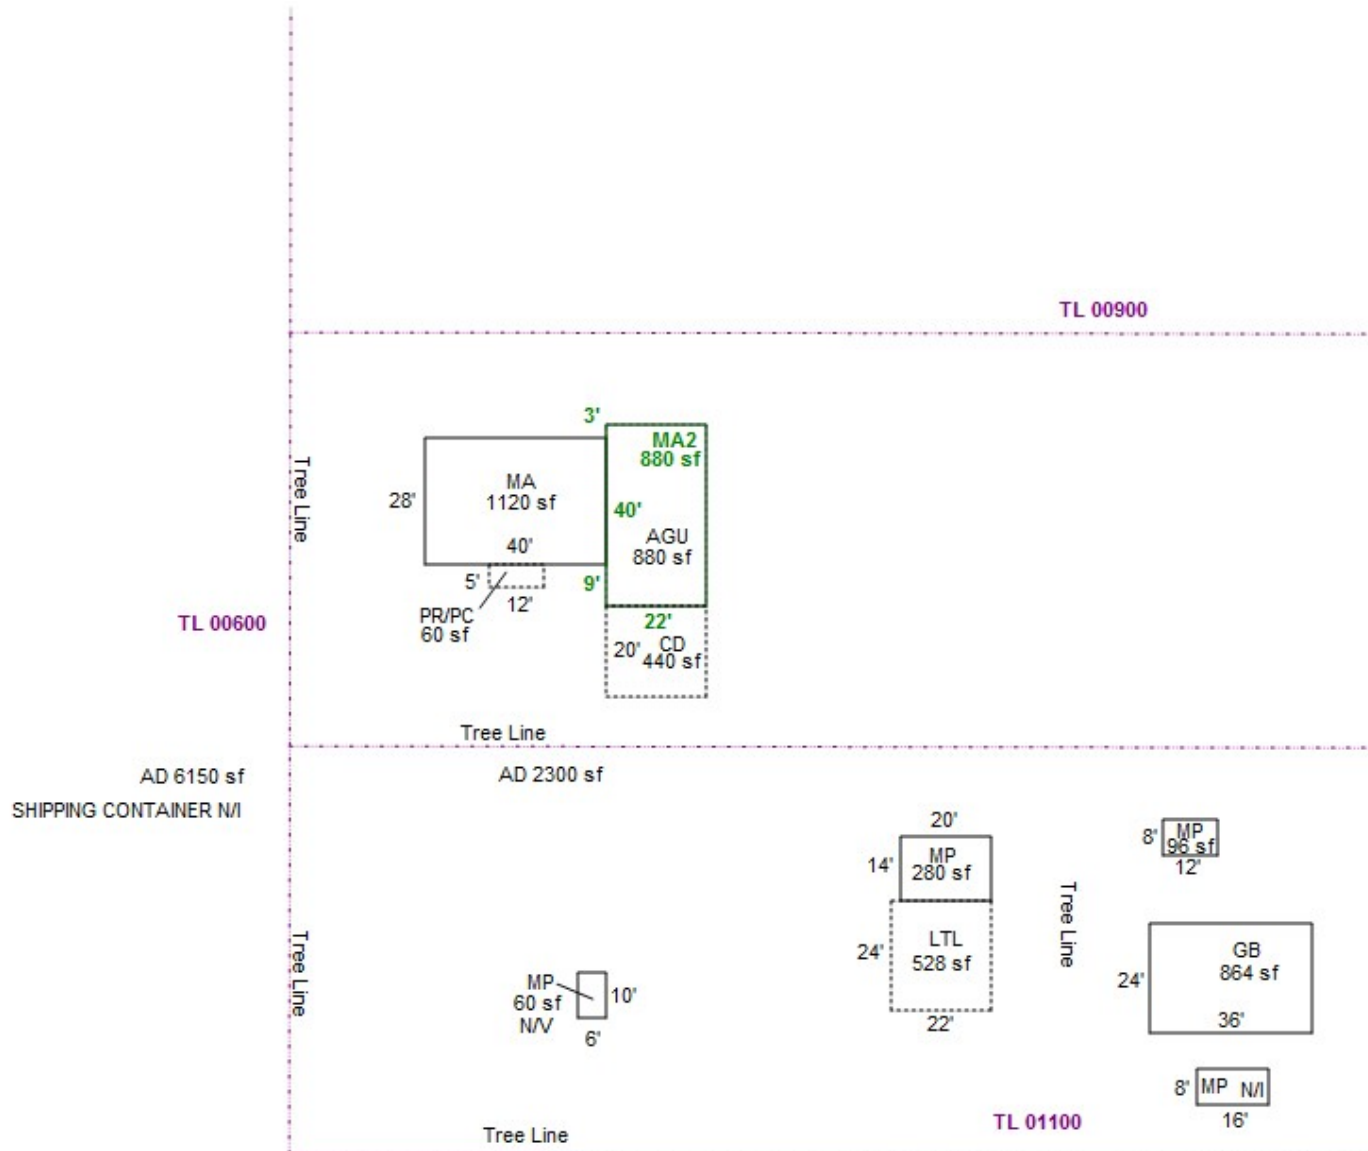 TL 00900
3'
MA2
880 sf
MA
1120 sf
28'
40'
Tree Line
AGU
880 sf
40'
5'
12'
9'
PR/PC
60 sf
22'
TL 00600
20'
CD
440 sf
Tree Line
AD 6150 sf
AD 2300 sf
SHIPPING CONTAINER N/I
20'
14'
MP
280 sf
8'
MP
96 sf
12'
Tree Line
24'
LTL
528 sf
22'
GB
864 sf
24'
36'
Tree Line
MP
60 sf
N/V
10'
6'
8'
MP N/I
16'
TL 01100
Tree Line